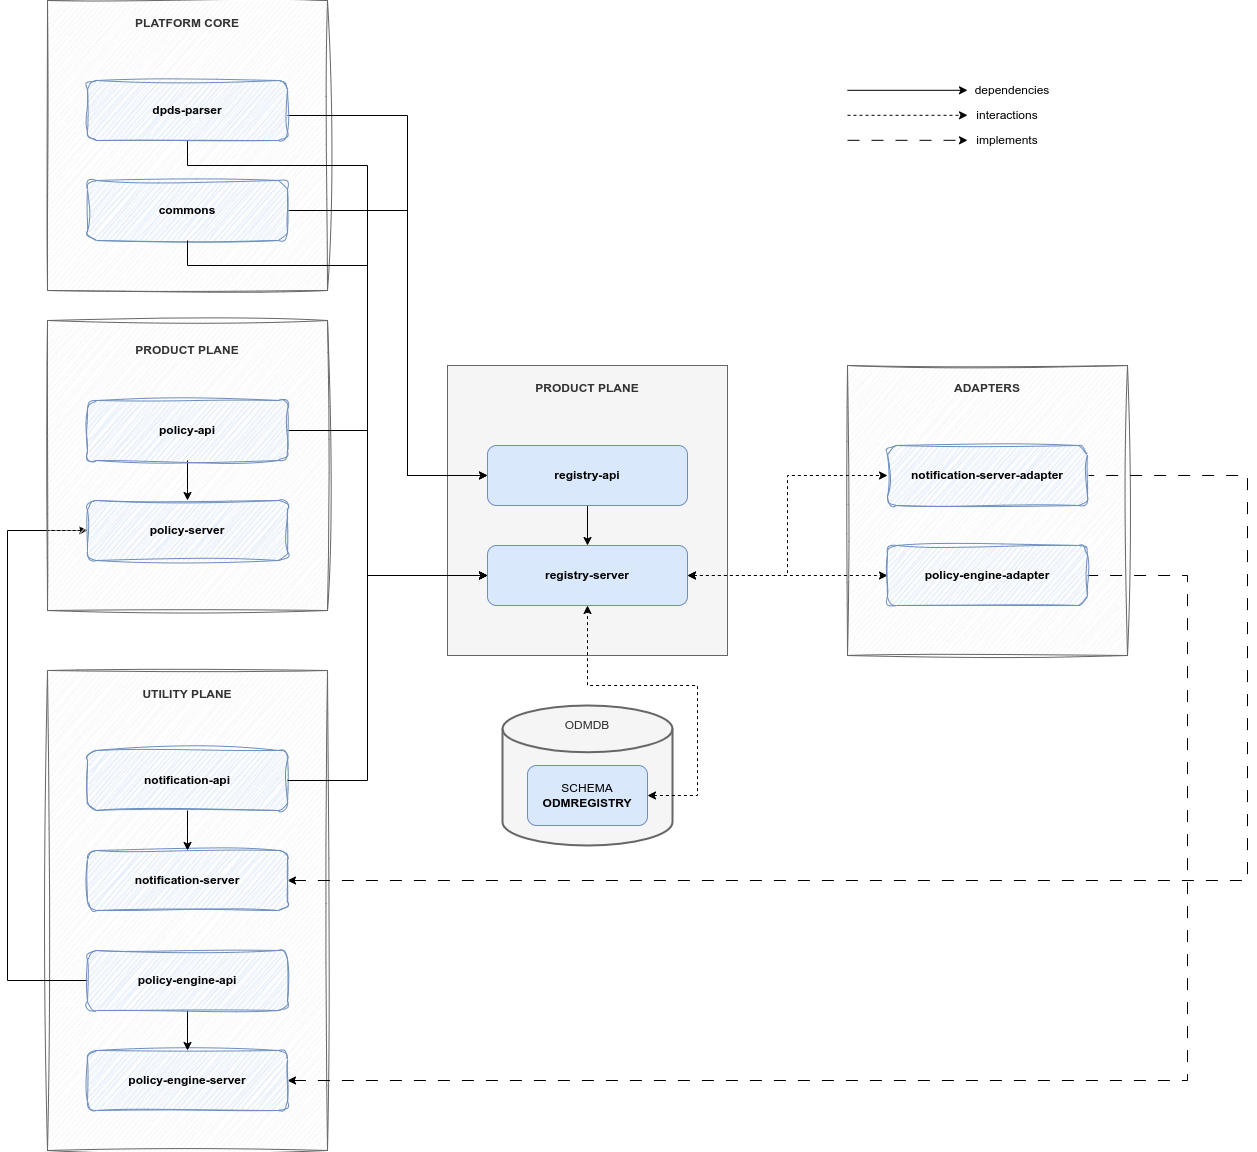 PLATFORM CORE
dpds-parser
commons
dependencies
interactions
implements
PRODUCT PLANE
policy-api
policy-server
PRODUCT PLANE
registry-api
registry-server
ADAPTERS
notification-server-adapter
policy-engine-adapter
ODMDB
SCHEMA
ODMREGISTRY
UTILITY PLANE
notification-api
notification-server
policy-engine-api
policy-engine-server